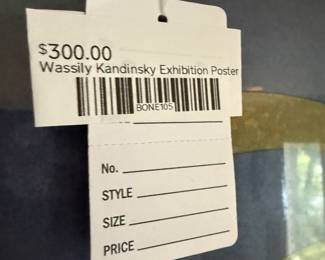 $300.00
Wassily Kandinsky Exhibition Poster
BONE105
No.
STYLE
SIZE
PRICE